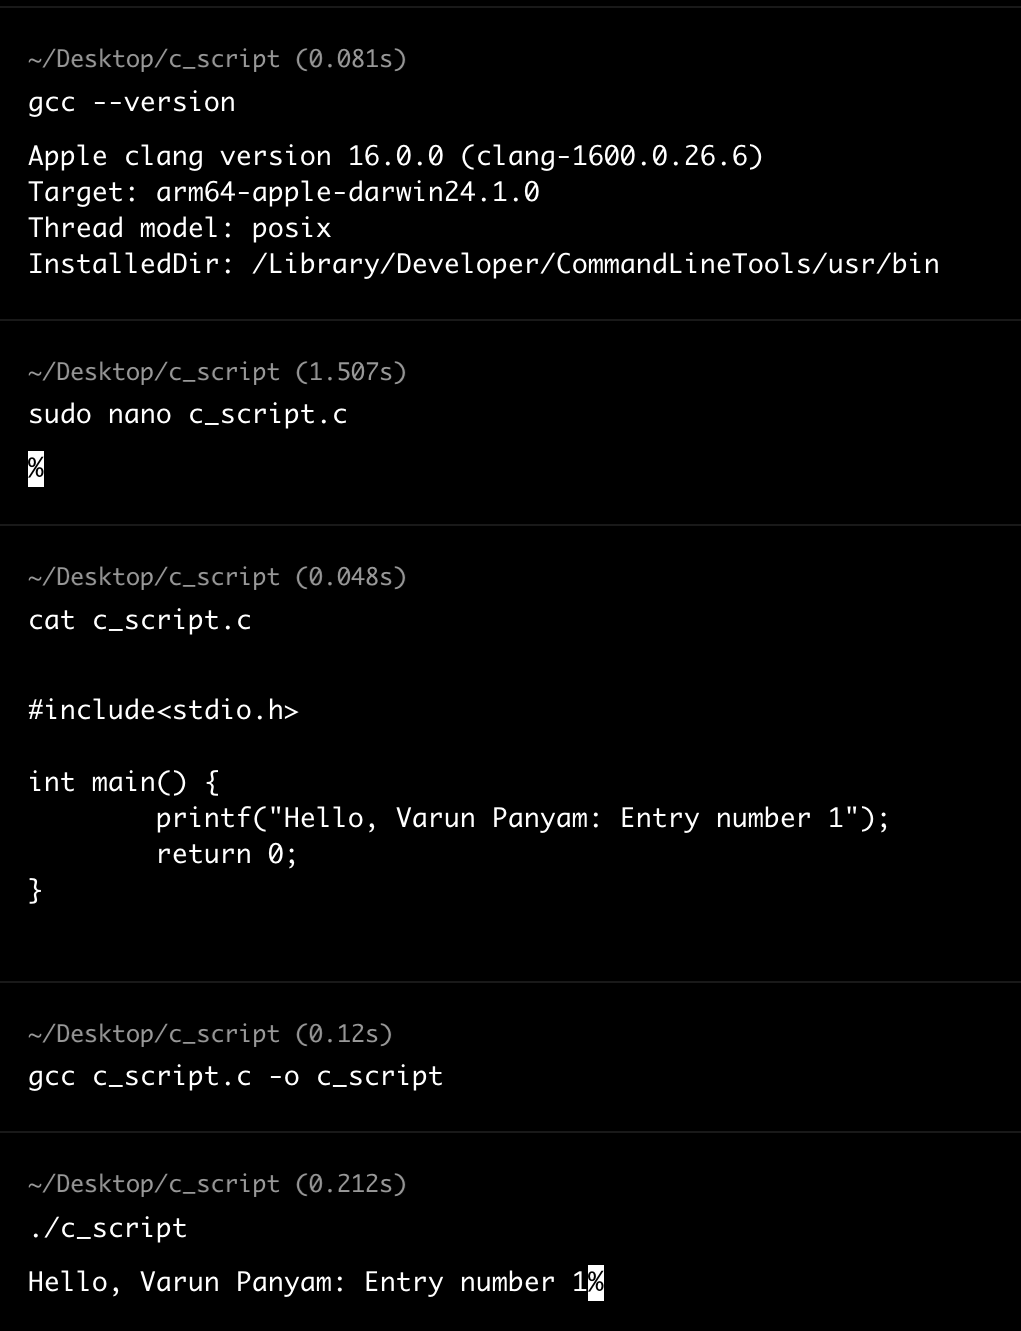 ~/Desktop/c_script (0.081s)
gcc --version
Apple clang version 16.0.0 (clang-1600.0.26.6)
Target: arm64-apple-darwin24.1.0
Thread model: posix
InstalledDir: /Library/Developer/CommandLineTools/usr/bin
~/Desktop/c_script (1.507s)
sudo nano c_script.c
%
~/Desktop/c_script (0.048s)
cat c_script.c
#include<stdio.h>
int main() {
        printf("Hello, Varun Panyam: Entry number 1");
        return 0;
}
~/Desktop/c_script (0.12s)
gcc c_script.c -o c_script
~/Desktop/c_script (0.212s)
./c_script
Hello, Varun Panyam: Entry number 1%